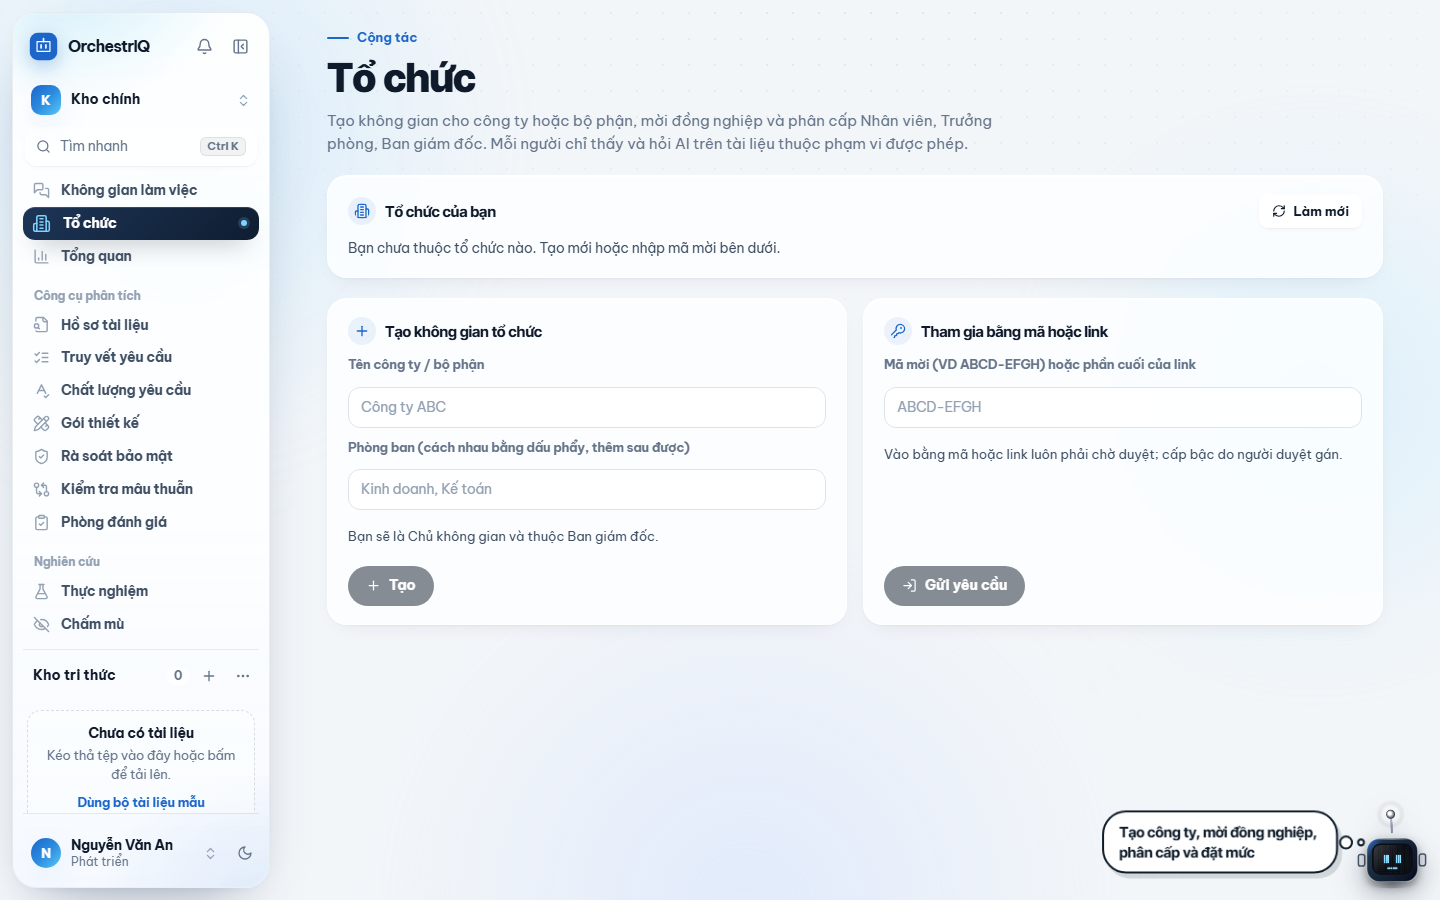 OrchestrIQ
K
Kho chính
Tìm nhanh
Ctrl K
Không gian làm việc
Tổ chức
Tổng quan
Công cụ phân tích
Hồ sơ tài liệu
Truy vết yêu cầu
Chất lượng yêu cầu
Gói thiết kế
Rà soát bảo mật
Kiểm tra mâu thuẫn
Phòng đánh giá
Nghiên cứu
Thực nghiệm
Chấm mù
Kho tri thức
0
Chưa có tài liệu
Kéo thả tệp vào đây hoặc bấm
để tải lên.
Dùng bộ tài liệu mẫu
N
Nguyễn Văn An
Phát triển
Cộng tác
Tổ chức
Tạo không gian cho công ty hoặc bộ phận, mời đồng nghiệp và phân cấp Nhân viên, Trưởng
phòng, Ban giám đốc. Mỗi người chỉ thấy và hỏi AI trên tài liệu thuộc phạm vi được phép.
Tổ chức của bạn
Làm mới
Bạn chưa thuộc tổ chức nào. Tạo mới hoặc nhập mã mời bên dưới.
Tạo không gian tổ chức
Tên công ty / bộ phận
Công ty ABC
Phòng ban (cách nhau bằng dấu phẩy, thêm sau được)
Kinh doanh, Kế toán
Bạn sẽ là Chủ không gian và thuộc Ban giám đốc.
Tạo
Tham gia bằng mã hoặc link
Mã mời (VD ABCD-EFGH) hoặc phần cuối của link
ABCD-EFGH
Vào bằng mã hoặc link luôn phải chờ duyệt; cấp bậc do người duyệt gán.
Gửi yêu cầu
Tạo công ty, mời đồng nghiệp,
phân cấp và đặt mức